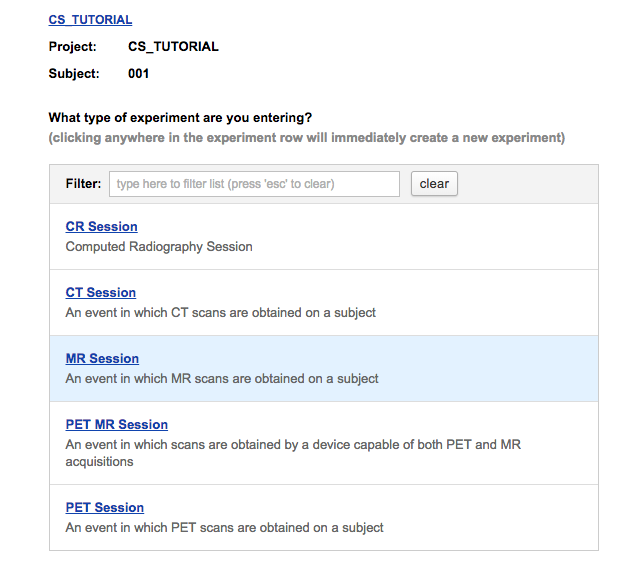 CS_TUTORIAL
Project: CS_TUTORIAL
Subject: 001
What type of experiment are you entering?
(clicking anywhere in the experiment row will immediately create a new experiment)
Filter: type here to filter list (press 'esc' to clear) clear
CR Session
Computed Radiography Session
CT Session
An event in which CT scans are obtained on a subject
MR Session
An event in which MR scans are obtained on a subject
PET MR Session
An event in which scans are obtained by a device capable of both PET and MR
acquisitions
PET Session
An event in which PET scans are obtained on a subject